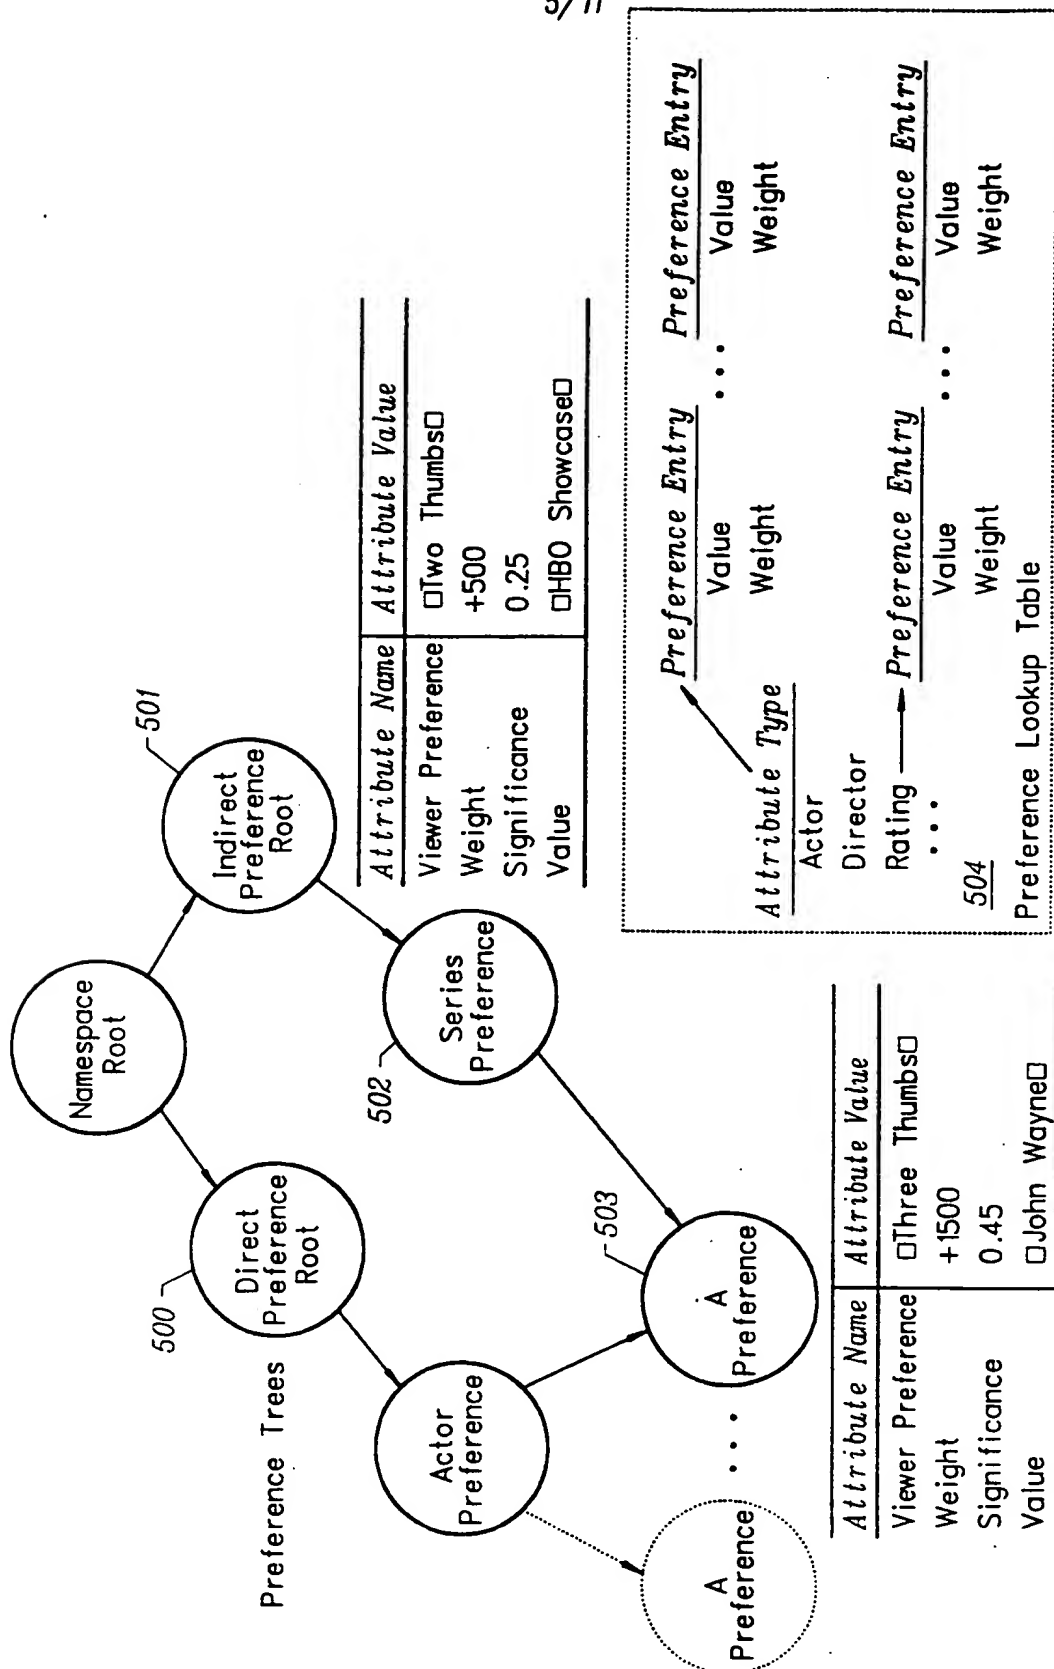 5/11
Preference Trees
Namespace
Root
500
Direct
Preference
Root
501
Indirect
Preference
Root
Actor
Preference
502
Series
Preference
A
Preference
• • •
503
A
Preference
Attribute Name Attribute Value
Viewer Preference □Two Thumbs□
Weight +500
Significance 0.25
Value □HBO Showcase□
Attribute Name Attribute Value
Viewer Preference □Three Thumbs□
Weight +1500
Significance 0.45
Value □John Wayne□
Attribute Type
Actor
Director
Rating
• • •
Preference Entry • • • Preference Entry
Value Value
Weight Weight
Preference Entry • • • Preference Entry
Value Value
Weight Weight
504
Preference Lookup Table